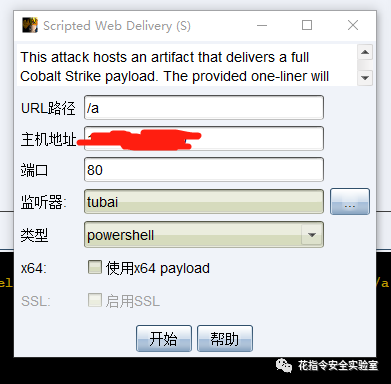 Scripted Web Delivery (S)
This attack hosts an artifact that delivers a full
Cobalt Strike payload. The provided one-liner will
URL路径 /a
主机地址
端口 80
监听器: tubai ...
类型 powershell
x64: 使用x64 payload
SSL: 启用SSL
el
/a/
开始 帮助
花指令安全实验室